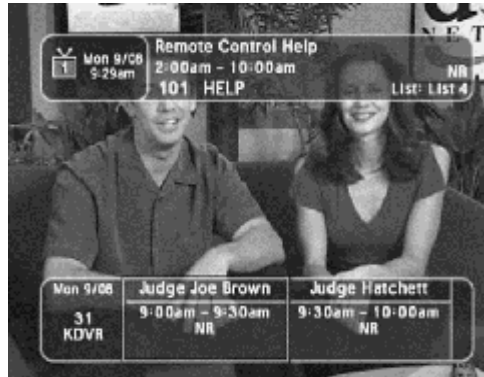 N E T
Mon 9/08
9:29am
1
Remote Control Help
2:00am - 10:00am
NR
101 HELP
List: List 4
Mon 9/08
31
KDVR
Judge Joe Brown
9:00am - 9:30am
NR
Judge Hatchett
9:30am - 10:00am
NR